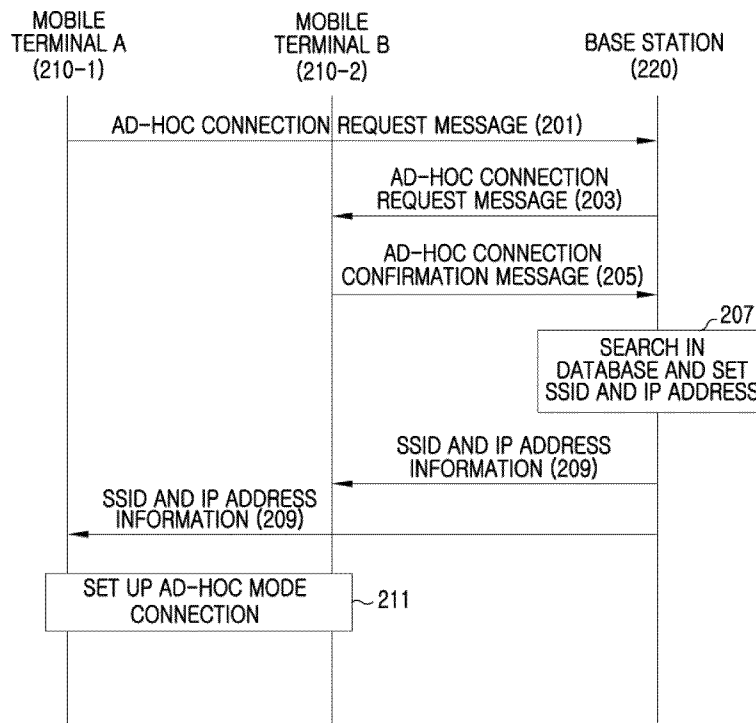 MOBILE
TERMINAL A
(210-1)
MOBILE
TERMINAL B
(210-2)
BASE STATION
(220)
AD-HOC CONNECTION REQUEST MESSAGE (201)
AD-HOC CONNECTION
REQUEST MESSAGE (203)
AD-HOC CONNECTION
CONFIRMATION MESSAGE (205)
207
SEARCH IN
DATABASE AND SET
SSID AND IP ADDRESS
SSID AND IP ADDRESS
INFORMATION (209)
SSID AND IP ADDRESS
INFORMATION (209)
SET UP AD-HOC MODE
CONNECTION
211